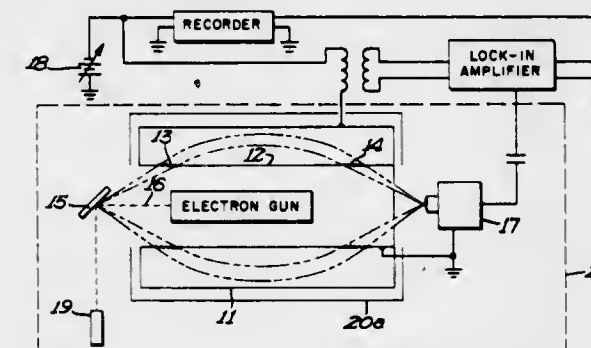 RECORDER
LOCK-IN
AMPLIFIER
18
13
12
14
15
16
ELECTRON GUN
17
19
11
20a